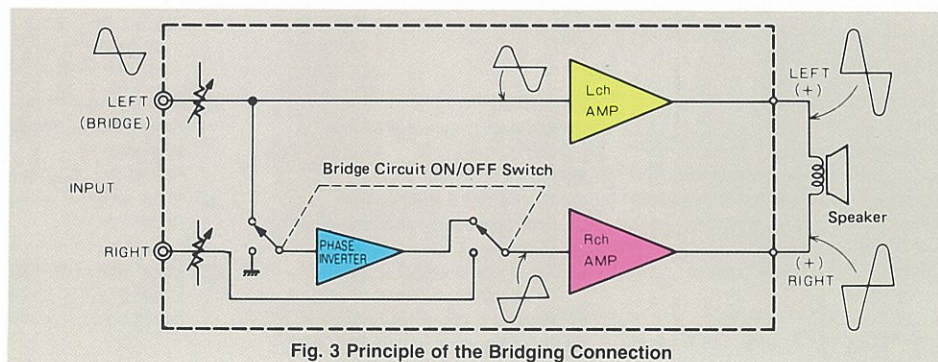 LEFT
(BRIDGE)
INPUT
RIGHT
Bridge Circuit ON/OFF Switch
PHASE
INVERTER
Lch
AMP
Rch
AMP
LEFT
(+)
Speaker
(+)
RIGHT
Fig. 3 Principle of the Bridging Connection